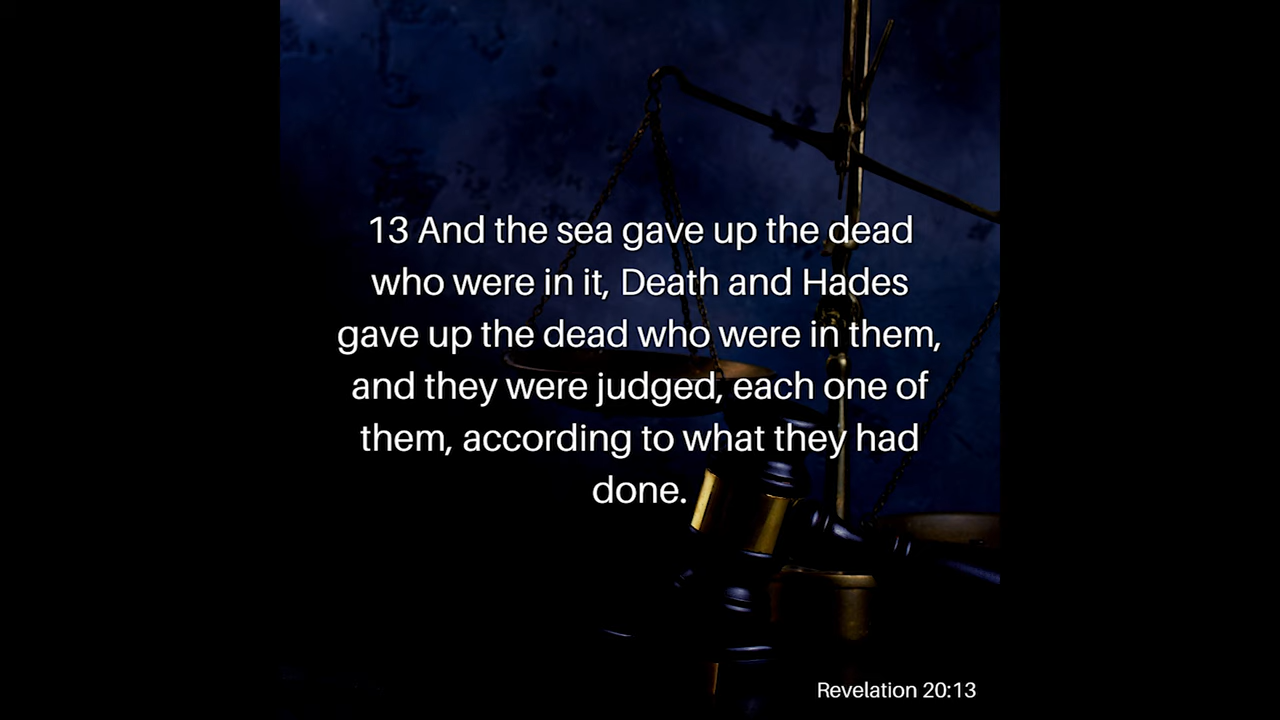 13 And the sea gave up the dead
who were in it, Death and Hades
gave up the dead who were in them,
and they were judged, each one of
them, according to what they had
done.
Revelation 20:13